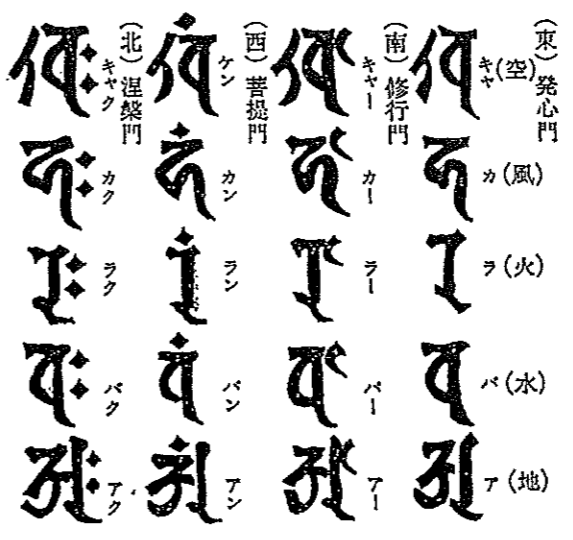 （東）発心門
𑖏 キャ（空）
𑖮 カ（風）
𑖨 ラ（火）
𑖪 バ（水）
𑖀 ア（地）
（南）修行門
𑖏𑖯 キャー
𑖮𑖯 カー
𑖨𑖯 ラー
𑖪𑖯 バー
𑖁 アー
（西）菩提門
𑖏𑖽 ケン
𑖮𑖽 カン
𑖨𑖽 ラン
𑖪𑖽 バン
𑖀𑖽 アン
（北）涅槃門
𑖏𑖾 キャク
𑖮𑖾 カク
𑖨𑖾 ラク
𑖪𑖾 バク
𑖀𑖾 アク